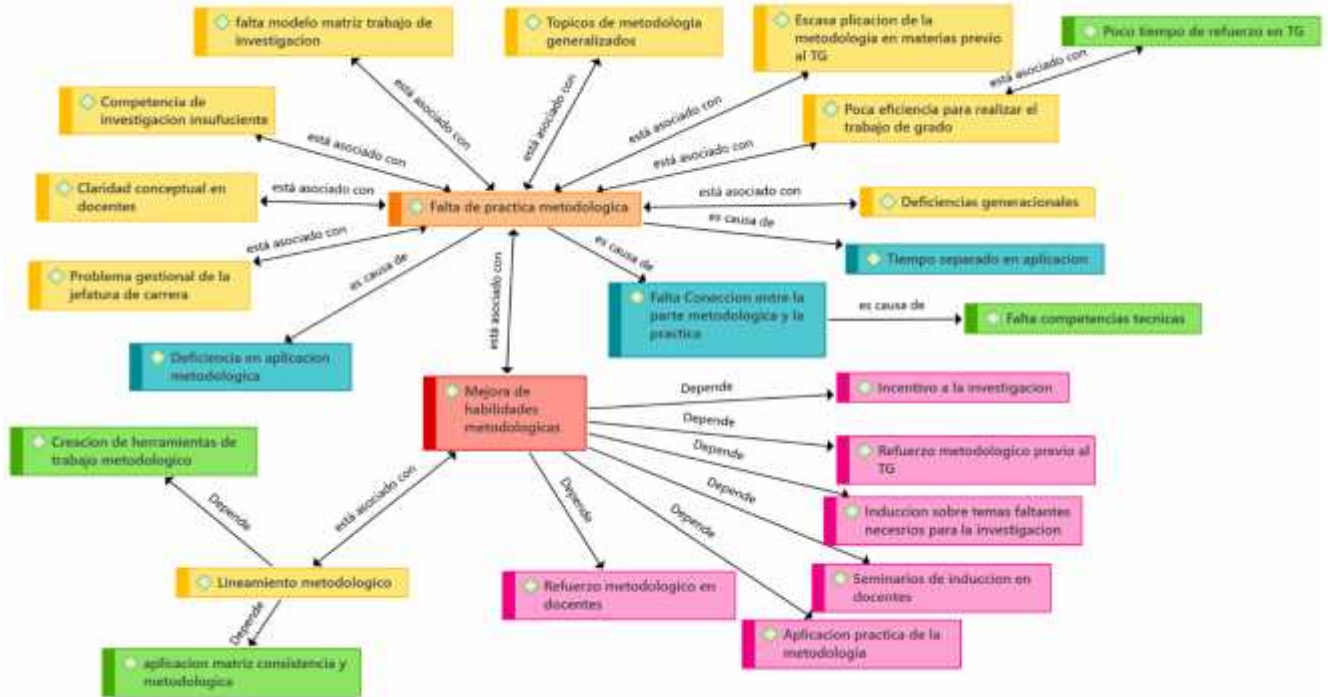 falta modelo matriz trabajo de
investigacion
Topicos de metodologia
generalizados
Escasa plicacion de la
metodologia en materias previo
al TG
Poco tiempo de refuerzo en TG
está asociado con
Competencia de
investigacion insufuciente
está asociado con
está asociado con
está asociado con
Poca eficiencia para realizar el
trabajo de grado
está asociado con
está asociado con
Claridad conceptual en
docentes
está asociado con
Falta de practica metodologica
está asociado con
Deficiencias generacionales
es causa de
está asociado con
Problema gestional de la
jefatura de carrera
es causa de
es causa de
Tiempo separado en aplicacion
está asociado con
Falta Coneccion entre la
parte metodologica y la
practica
es causa de
Falta competencias tecnicas
Deficiencia en aplicacion
metodologica
Mejora de
habilidades
metodologicas
Depende
Incentivo a la investigacion
Depende
Refuerzo metodologico previo al
TG
Depende
Creacion de herramientas de
trabajo metodologico
está asociado con
Depende
Depende
Depende
Induccion sobre temas faltantes
necesrios para la investigacion
Depende
Lineamiento metodologico
Refuerzo metodologico en
docentes
Seminarios de induccion en
docentes
Depende
Aplicacion practica de la
metodologia
aplicacion matriz consistencia y
metodologica